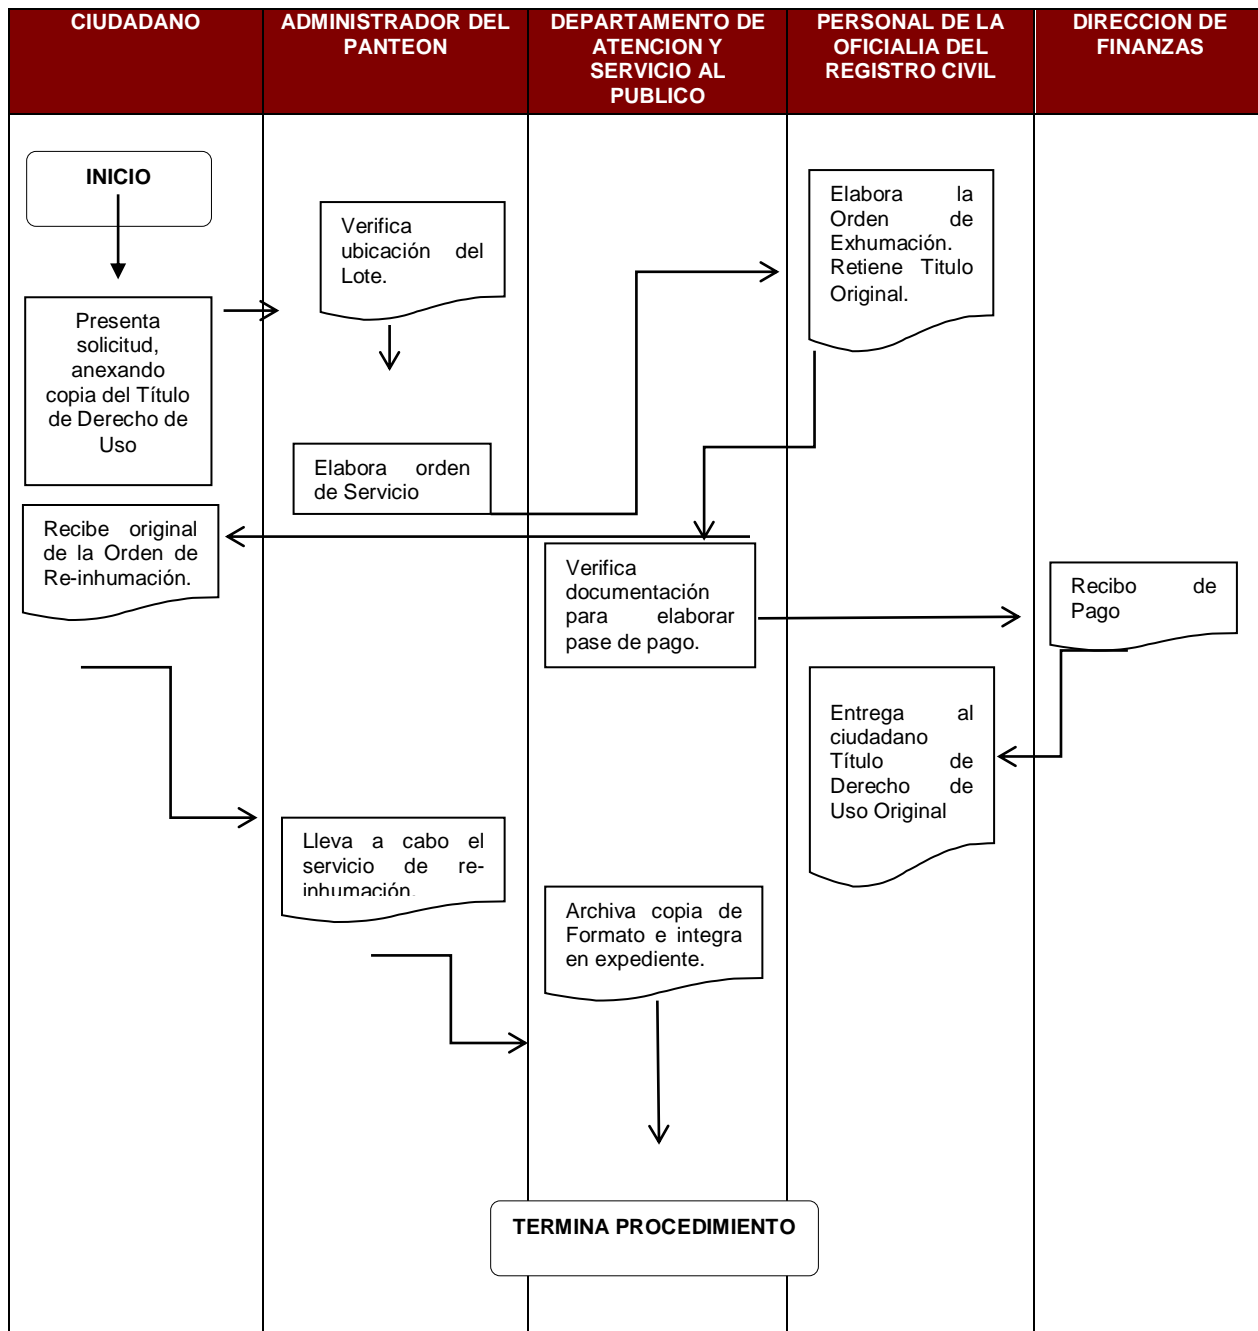 CIUDADANO
ADMINISTRADOR DEL
PANTEON
DEPARTAMENTO DE
ATENCION Y
SERVICIO AL
PUBLICO
PERSONAL DE LA
OFICIALIA DEL
REGISTRO CIVIL
DIRECCION DE
FINANZAS
INICIO
Verifica
ubicación del
Lote.
Elabora la
Orden de
Exhumación.
Retiene Titulo
Original.
Presenta
solicitud,
anexando
copia del Título
de Derecho de
Uso
Elabora orden
de Servicio
Recibe original
de la Orden de
Re-inhumación.
Verifica
documentación
para elaborar
pase de pago.
Recibo de
Pago
Entrega al
ciudadano
Título de
Derecho de
Uso Original
Lleva a cabo el
servicio de re-
inhumación.
Archiva copia de
Formato e integra
en expediente.
TERMINA PROCEDIMIENTO